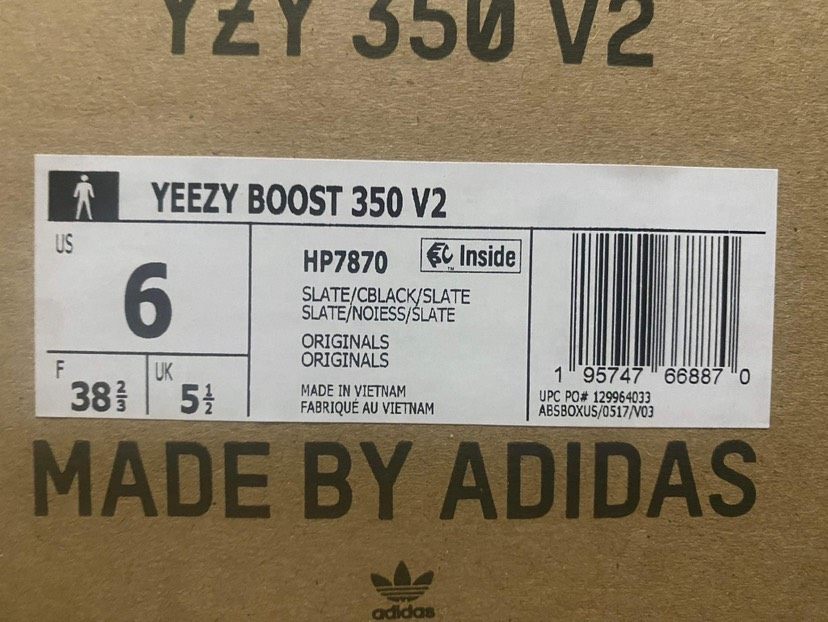 YZY 350 V2
YEEZY BOOST 350 V2
US
6
F
38 2/3
UK
5 1/2
HP7870
Inside
SLATE/CBLACK/SLATE
SLATE/NOIESS/SLATE
ORIGINALS
ORIGINALS
MADE IN VIETNAM
FABRIQUÉ AU VIETNAM
1 95747 66887 0
UPC PO# 129964033
ABSBOXUS/0517/V03
MADE BY ADIDAS
adidas